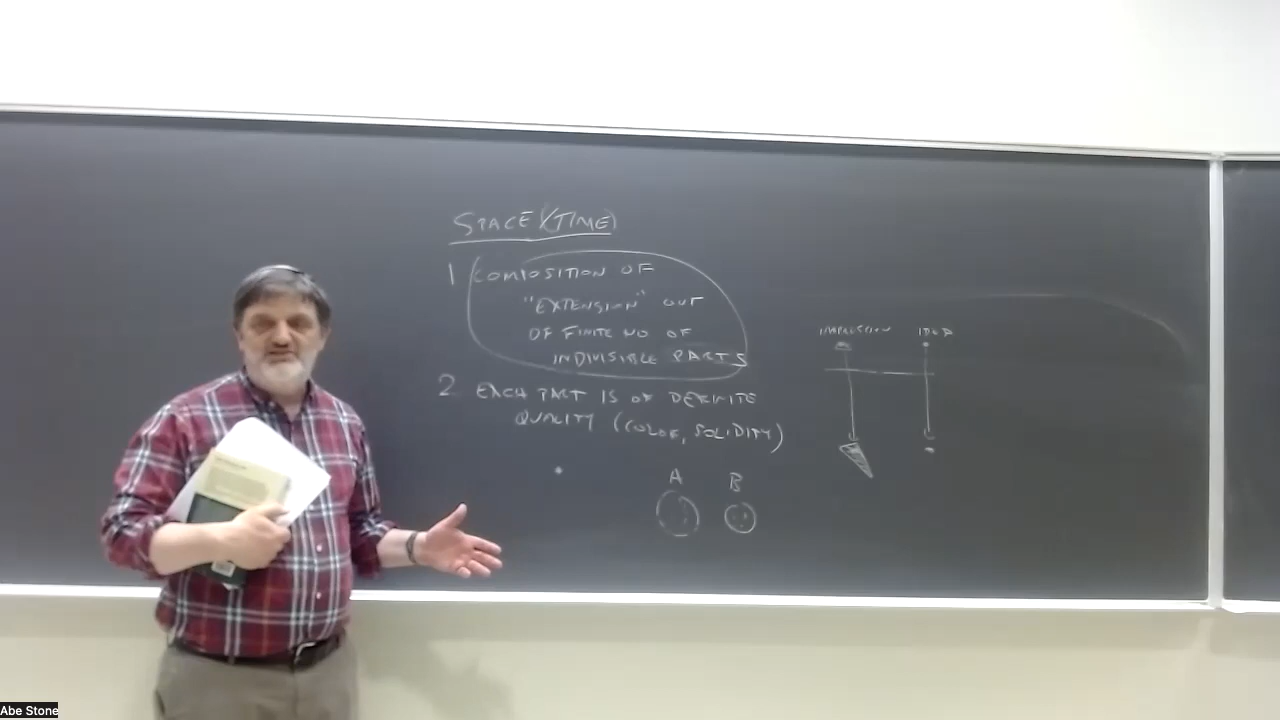 SPACE (TIME)
1 COMPOSITION OF
"EXTENSION" OUT
OF FINITE NO OF
INDIVISIBLE PARTS
2 EACH PART IS OF DEFINITE
QUALITY (COLOR, SOLIDITY)
IMPRESSION IDEA
A B
Abe Stone